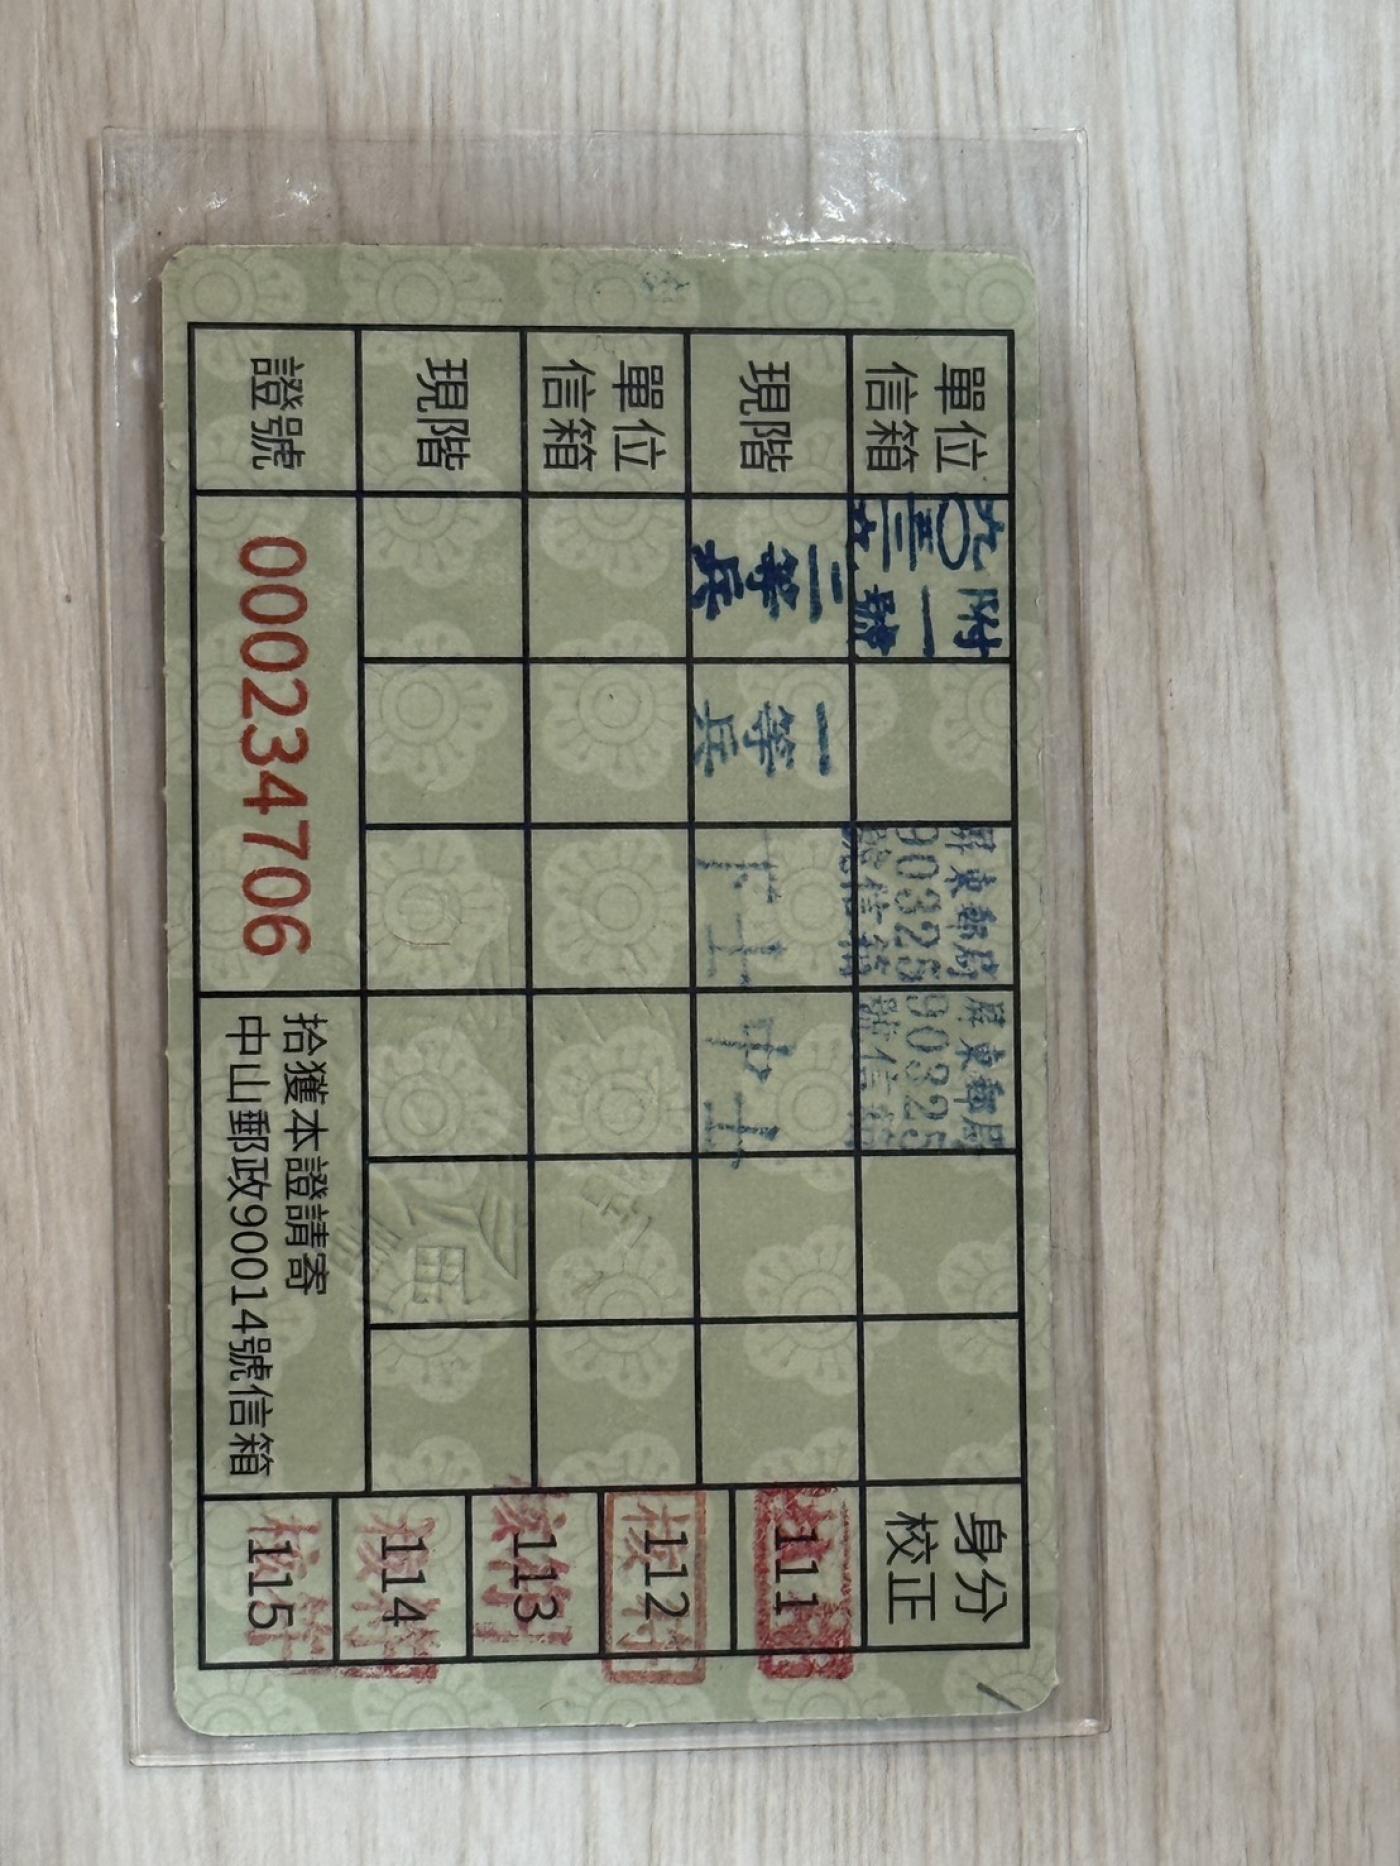 單位
信箱
屏東郵局
90325
號信箱
屏東郵局
90325
號信箱
身分
校正
現階
二等兵
一等兵
下士
中士
111
單位
信箱
112
現階
113
114
證號
000234706
拾獲本證請寄
中山郵政90014號信箱
115